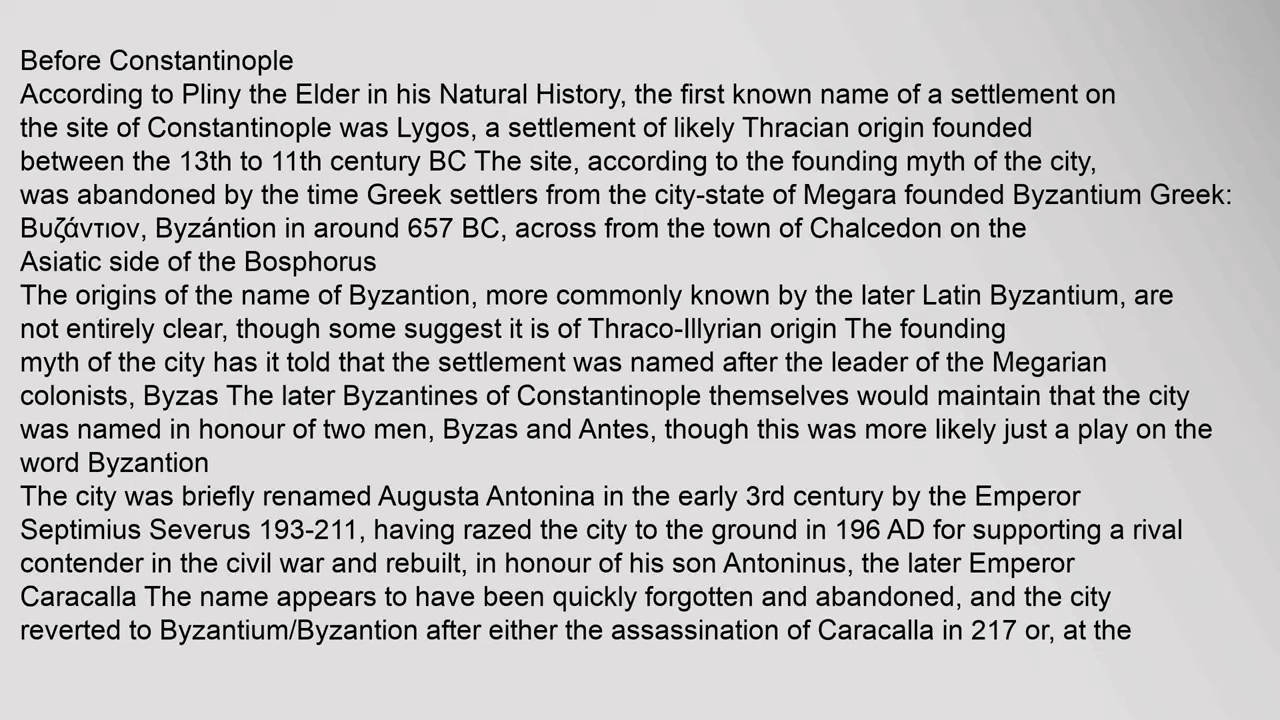 Before Constantinople
According to Pliny the Elder in his Natural History, the first known name of a settlement on
the site of Constantinople was Lygos, a settlement of likely Thracian origin founded
between the 13th to 11th century BC The site, according to the founding myth of the city,
was abandoned by the time Greek settlers from the city-state of Megara founded Byzantium Greek:
Βυζάντιον, Byzántion in around 657 BC, across from the town of Chalcedon on the
Asiatic side of the Bosphorus
The origins of the name of Byzantion, more commonly known by the later Latin Byzantium, are
not entirely clear, though some suggest it is of Thraco-Illyrian origin The founding
myth of the city has it told that the settlement was named after the leader of the Megarian
colonists, Byzas The later Byzantines of Constantinople themselves would maintain that the city
was named in honour of two men, Byzas and Antes, though this was more likely just a play on the
word Byzantion
The city was briefly renamed Augusta Antonina in the early 3rd century by the Emperor
Septimius Severus 193-211, having razed the city to the ground in 196 AD for supporting a rival
contender in the civil war and rebuilt, in honour of his son Antoninus, the later Emperor
Caracalla The name appears to have been quickly forgotten and abandoned, and the city
reverted to Byzantium/Byzantion after either the assassination of Caracalla in 217 or, at the